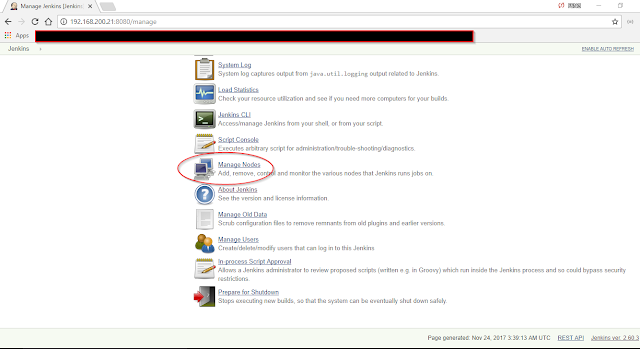 Manage Jenkins [Jenkins]
192.168.200.21:8080/manage
Apps
Jenkins
ENABLE AUTO REFRESH
System Log
System log captures output from java.util.logging output related to Jenkins.
Load Statistics
Check your resource utilization and see if you need more computers for your builds.
Jenkins CLI
Access/manage Jenkins from your shell, or from your script.
Script Console
Executes arbitrary script for administration/trouble-shooting/diagnostics.
Manage Nodes
Add, remove, control and monitor the various nodes that Jenkins runs jobs on.
About Jenkins
See the version and license information.
Manage Old Data
Scrub configuration files to remove remnants from old plugins and earlier versions.
Manage Users
Create/delete/modify users that can log in to this Jenkins
In-process Script Approval
Allows a Jenkins administrator to review proposed scripts (written e.g. in Groovy) which run inside the Jenkins process and so could bypass security
restrictions.
Prepare for Shutdown
Stops executing new builds, so that the system can be eventually shut down safely.
Page generated: Nov 24, 2017 3:39:13 AM UTC REST API Jenkins ver. 2.60.3